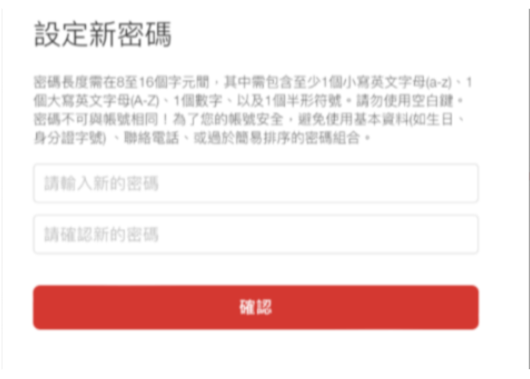 設定新密碼
密碼長度需在8至16個字元間，其中需包含至少1個小寫英文字母(a-z)、1
個大寫英文字母(A-Z)、1個數字、以及1個半形符號。請勿使用空白鍵。
密碼不可與帳號相同！為了您的帳號安全，避免使用基本資料(如生日、
身分證字號) 、聯絡電話、或過於簡易排序的密碼組合。
請輸入新的密碼
請確認新的密碼
確認